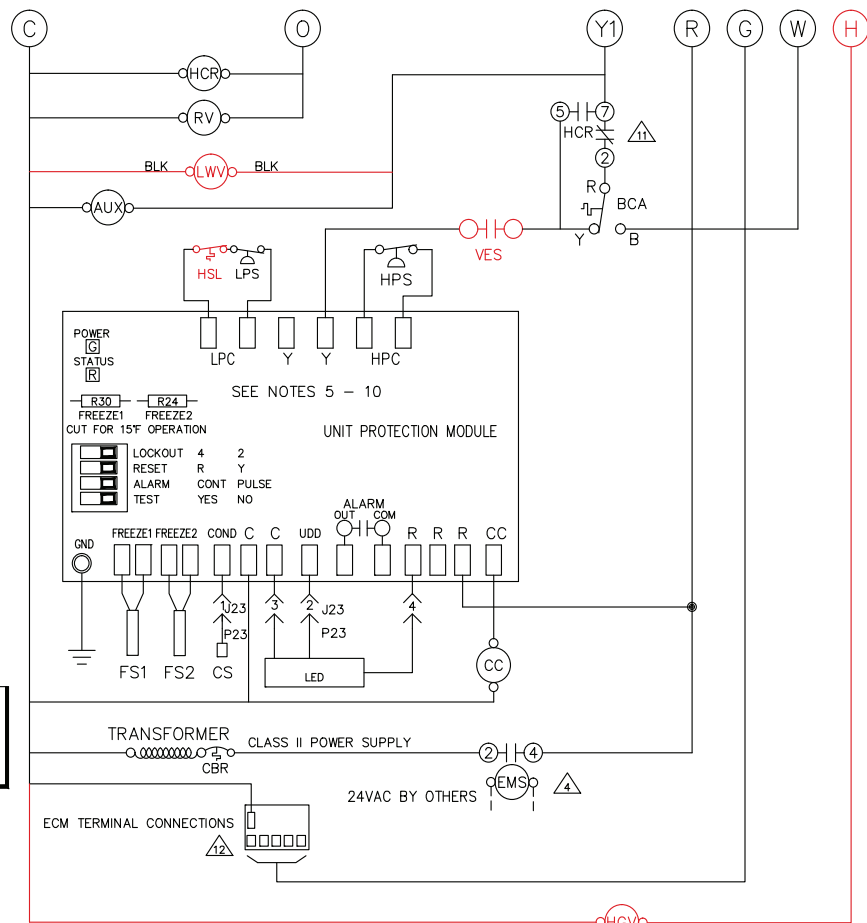 C O Y1 R G W H
HCR
RV
5 7
HCR 11
BLK LWV BLK
2
R
BCA
AUX
Y B
VES
HSL LPS
HPS
POWER
G
STATUS
R
LPC Y Y HPC
SEE NOTES 5 - 10
R30 R24
FREEZE1 FREEZE2
CUT FOR 15°F OPERATION
UNIT PROTECTION MODULE
LOCKOUT 4 2
RESET R Y
ALARM CONT PULSE
TEST YES NO
ALARM
OUT COM
GND
FREEZE1 FREEZE2 COND C C UDD R R R CC
1 J23 3 2 J23 4
P23 P23
FS1 FS2 CS LED CC
TRANSFORMER
CLASS II POWER SUPPLY
2 4
CBR
24VAC BY OTHERS EMS 4
ECM TERMINAL CONNECTIONS
12
HGV